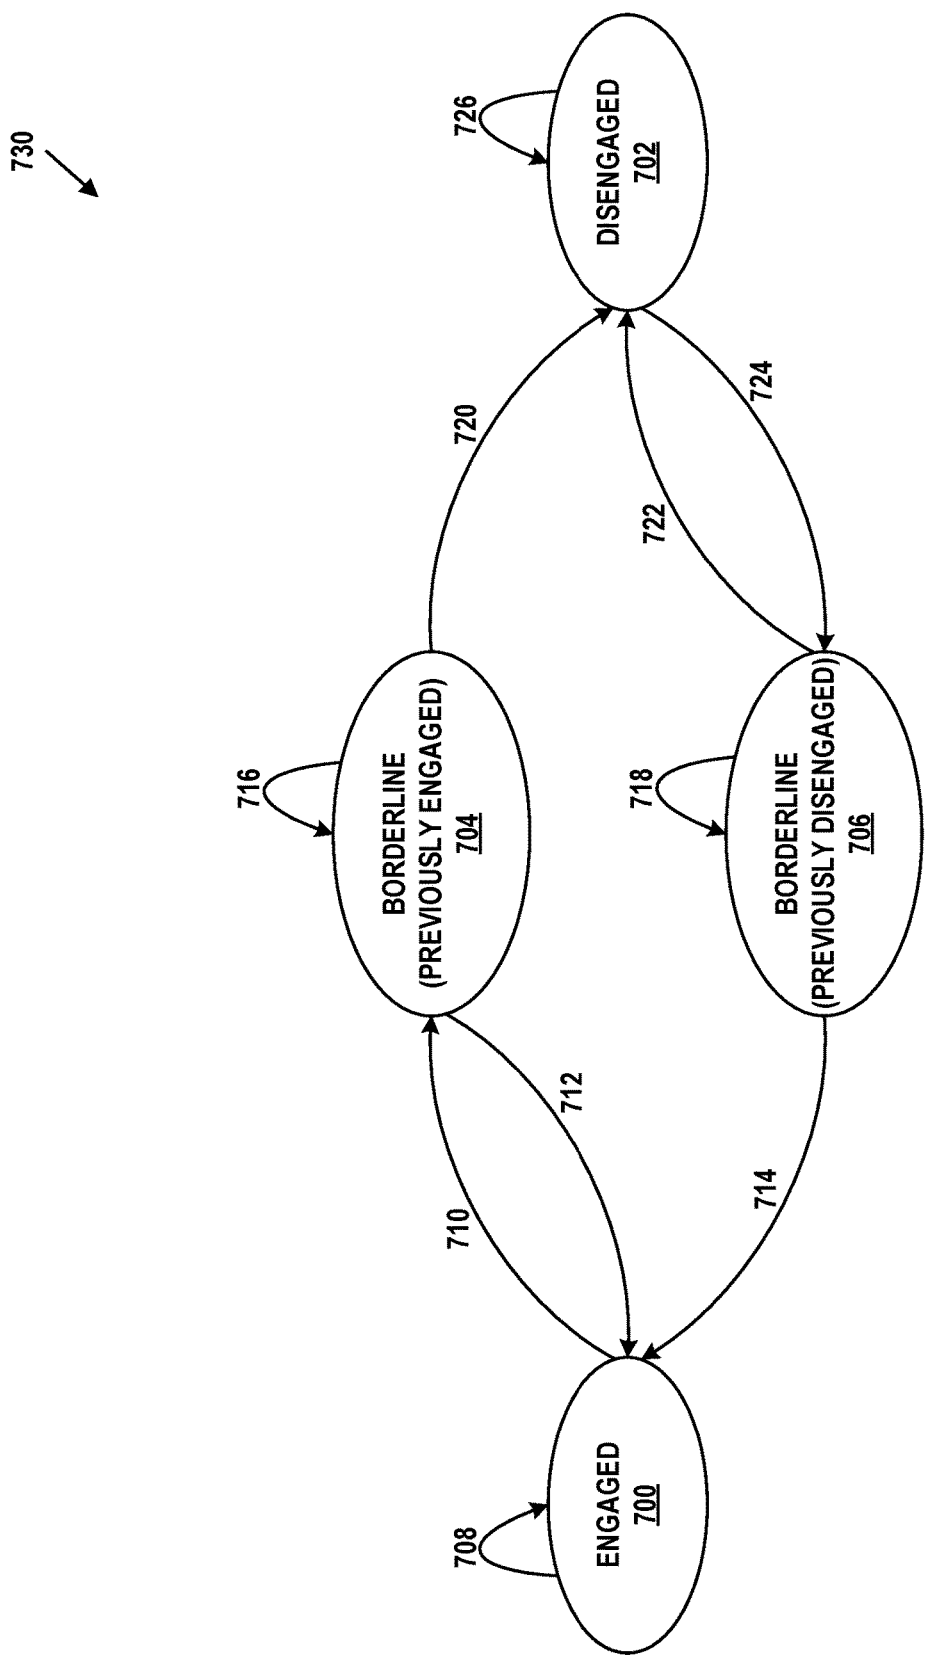 730
716
BORDERLINE
(PREVIOUSLY ENGAGED)
704
710
720
708
712
726
ENGAGED
700
DISENGAGED
702
722
718
714
724
BORDERLINE
(PREVIOUSLY DISENGAGED)
706